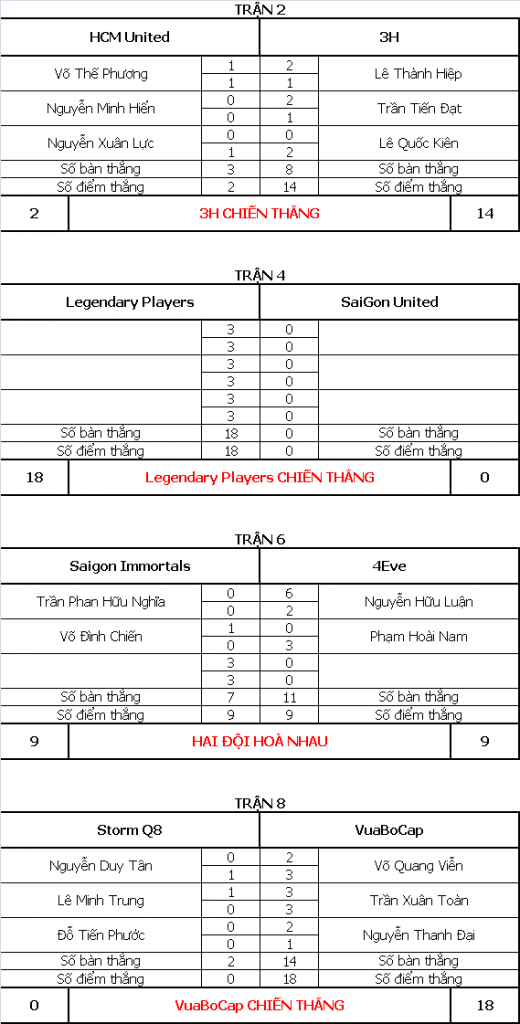 TRẬN 2
HCM United 3H
Võ Thế Phương 1 2 Lê Thành Hiệp
1 1
Nguyễn Minh Hiển 0 2 Trần Tiến Đạt
0 1
Nguyễn Xuân Lực 0 0 Lê Quốc Kiên
1 2
Số bàn thắng 3 8 Số bàn thắng
Số điểm thắng 2 14 Số điểm thắng
2 3H CHIẾN THẮNG 14
TRẬN 4
Legendary Players SaiGon United
3 0
3 0
3 0
3 0
3 0
3 0
Số bàn thắng 18 0 Số bàn thắng
Số điểm thắng 18 0 Số điểm thắng
18 Legendary Players CHIẾN THẮNG 0
TRẬN 6
Saigon Immortals 4Eve
Trần Phan Hữu Nghĩa 0 6 Nguyễn Hữu Luận
0 2
Võ Đình Chiến 1 0 Phạm Hoài Nam
0 3
3 0
3 0
Số bàn thắng 7 11 Số bàn thắng
Số điểm thắng 9 9 Số điểm thắng
9 HAI ĐỘI HOÀ NHAU 9
TRẬN 8
Storm Q8 VuaBoCap
Nguyễn Duy Tân 0 2 Võ Quang Viễn
1 3
Lê Minh Trung 1 3 Trần Xuân Toàn
0 3
Đỗ Tiến Phước 0 2 Nguyễn Thanh Đại
0 1
Số bàn thắng 2 14 Số bàn thắng
Số điểm thắng 0 18 Số điểm thắng
0 VuaBoCap CHIẾN THẮNG 18